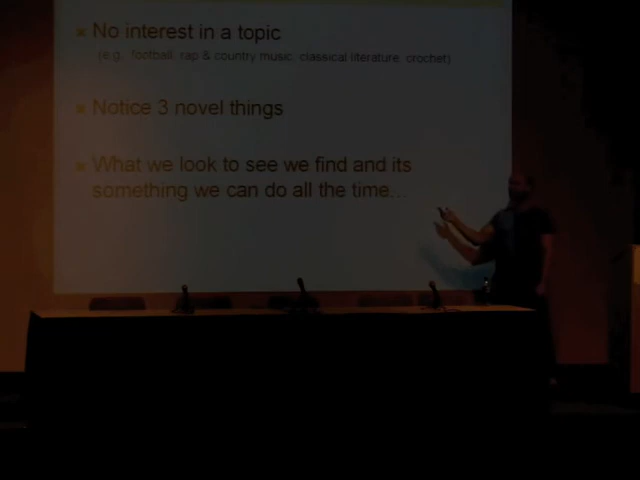 No interest in a topic
(e.g. football, rap & country music, classical literature, crochet)
Notice 3 novel things
What we look to see we find and its
something we can do all the time..